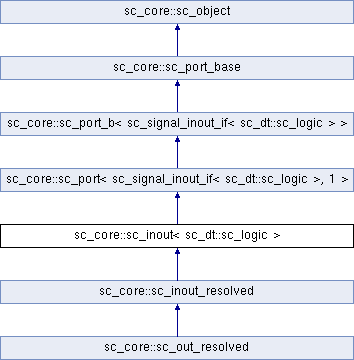 sc_core::sc_object
sc_core::sc_port_base
sc_core::sc_port_b< sc_signal_inout_if< sc_dt::sc_logic > >
sc_core::sc_port< sc_signal_inout_if< sc_dt::sc_logic >, 1 >
sc_core::sc_inout< sc_dt::sc_logic >
sc_core::sc_inout_resolved
sc_core::sc_out_resolved